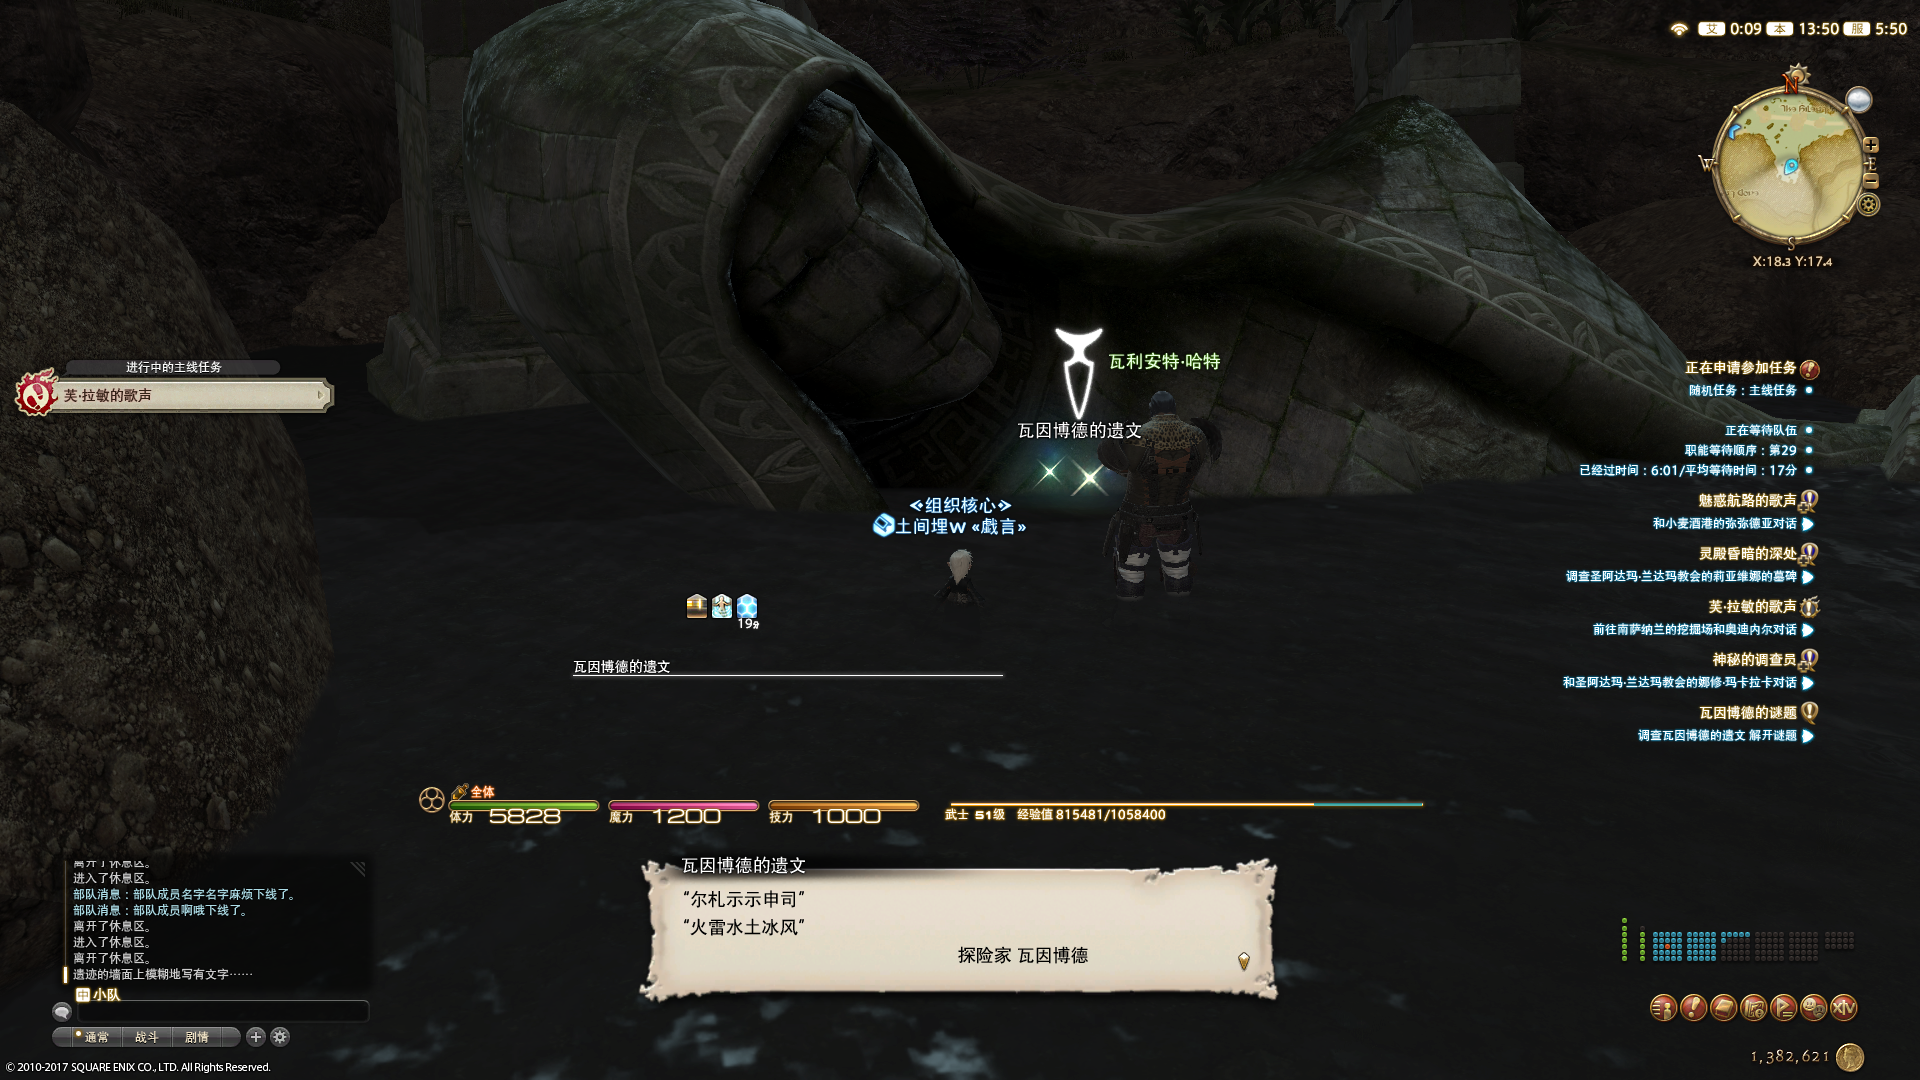 艾 0:09 本 13:50 服 5:50
N
W
E
S
X:18.3 Y:17.4
进行中的主线任务
芙·拉敏的歌声
瓦利安特·哈特
瓦因博德的遗文
<组织核心>
土间埋W «戯言»
19分
瓦因博德的遗文
正在申请参加任务
随机任务：主线任务
正在等待队伍
职能等待顺序：第29
已经过时间：6:01/平均等待时间：17分
魅惑航路的歌声
和小麦酒港的弥弥德亚对话
灵殿昏暗的深处
调查圣阿达玛·兰达玛教会的莉亚维娜的墓碑
芙·拉敏的歌声
前往南萨纳兰的挖掘场和奥迪内尔对话
神秘的调查员
和圣阿达玛·兰达玛教会的娜修·玛卡拉卡对话
瓦因博德的谜题
调查瓦因博德的遗文 解开谜题
全体
体力 5828 魔力 1200 技力 1000
武士 51级 经验值 815481/1058400
离开了休息区。
进入了休息区。
部队消息：部队成员名字名字麻烦下线了。
部队消息：部队成员啊哦下线了。
离开了休息区。
进入了休息区。
离开了休息区。
遗迹的墙面上模糊地写有文字……
中 小队
通常 战斗 剧情
瓦因博德的遗文
“尔札示示申司”
“火雷水土冰风”
探险家 瓦因博德
XIV
1,382,621
© 2010-2017 SQUARE ENIX CO., LTD. All Rights Reserved.